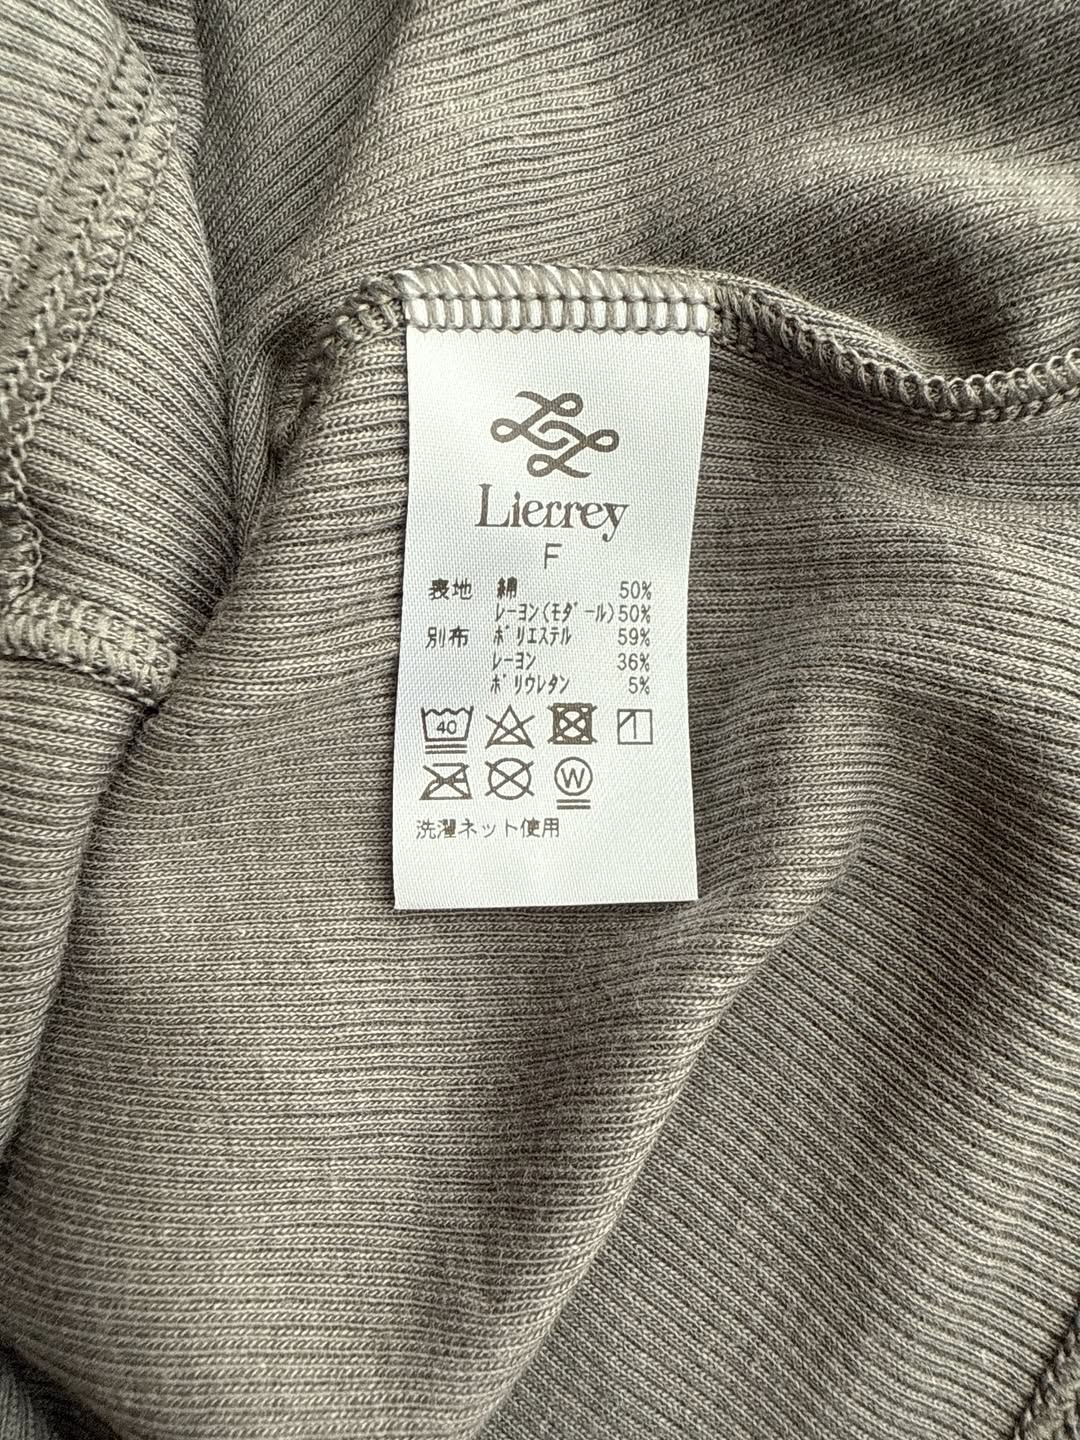 Lierrey
F
表地 綿 50%
レーヨン(モダール)50%
別布 ポリエステル 59%
レーヨン 36%
ポリウレタン 5%
40
W
洗濯ネット使用